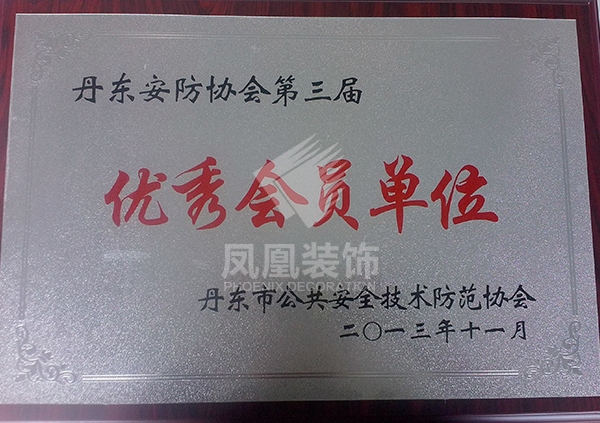 丹东安防协会第三届
优秀会员单位
凤凰装饰
PHOENIX DECORATION
丹东市公共安全技术防范协会
二〇一三年十一月